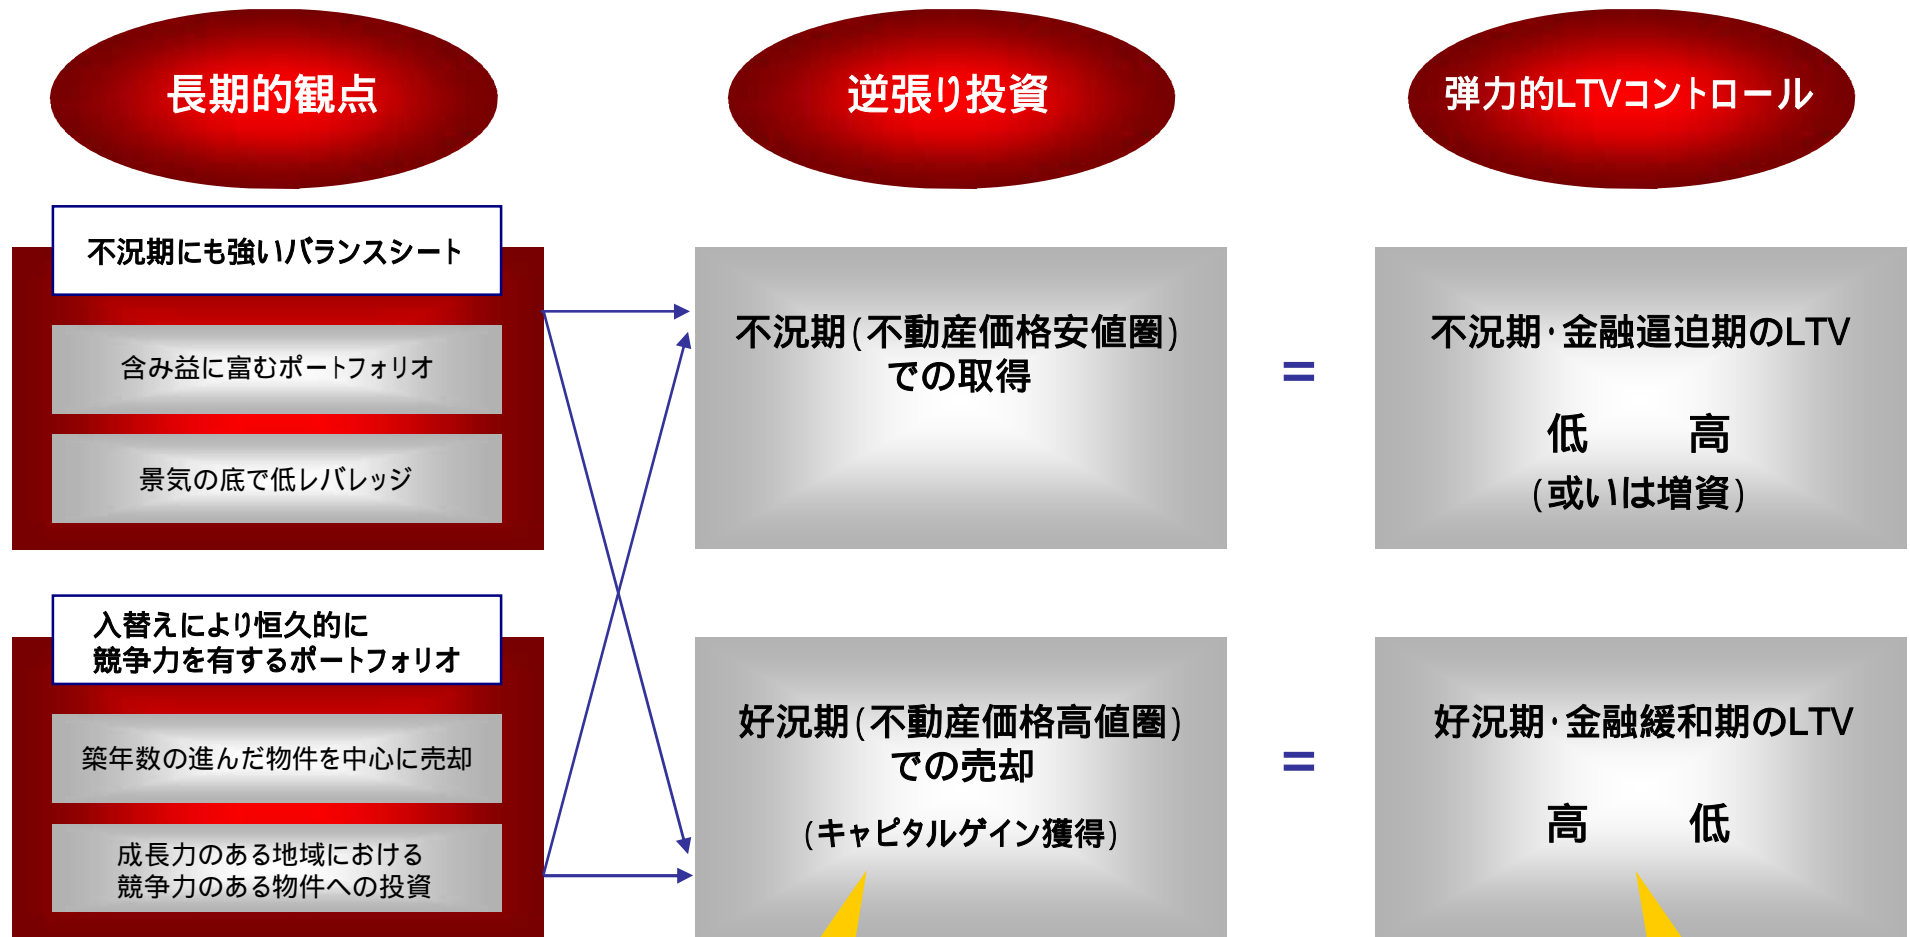 長期的観点
逆張り投資
弾力的LTVコントロール
不況期にも強いバランスシート
含み益に富むポートフォリオ
景気の底で低レバレッジ
不況期(不動産価格安値圏)
での取得
=
不況期・金融逼迫期のLTV
低 高
(或いは増資)
入替えにより恒久的に
競争力を有するポートフォリオ
築年数の進んだ物件を中心に売却
成長力のある地域における
競争力のある物件への投資
好況期(不動産価格高値圏)
での売却
(キャピタルゲイン獲得)
=
好況期・金融緩和期のLTV
高 低